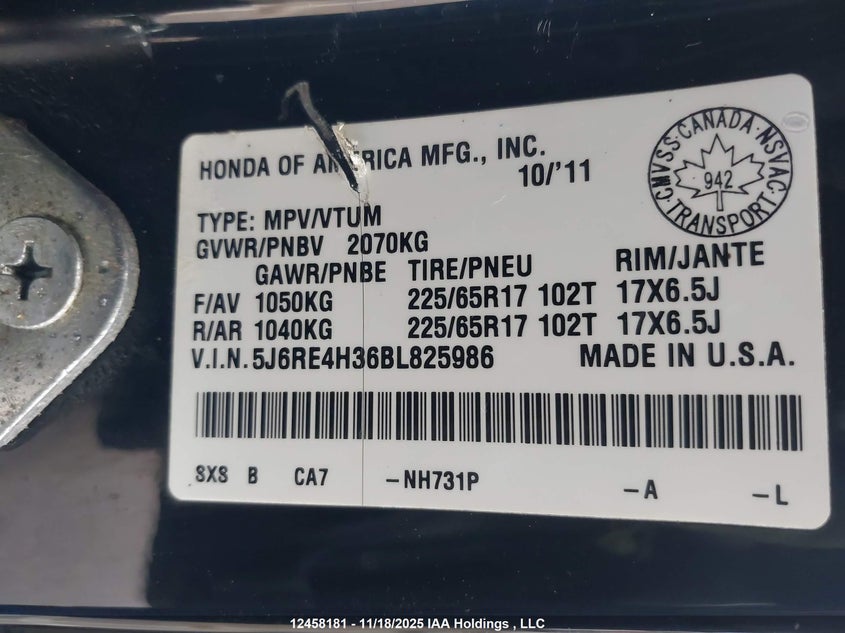 HONDA OF AMERICA MFG., INC.
10/'11
CMVSS·CANADA·NSVAC·
942
TRANSPORT
TYPE: MPV/VTUM
GVWR/PNBV 2070KG
GAWR/PNBE TIRE/PNEU RIM/JANTE
F/AV 1050KG 225/65R17 102T 17X6.5J
R/AR 1040KG 225/65R17 102T 17X6.5J
V.I.N. 5J6RE4H36BL825986 MADE IN U.S.A.
SXS B CA7 -NH731P -A -L
12458181 - 11/18/2025 IAA Holdings , LLC